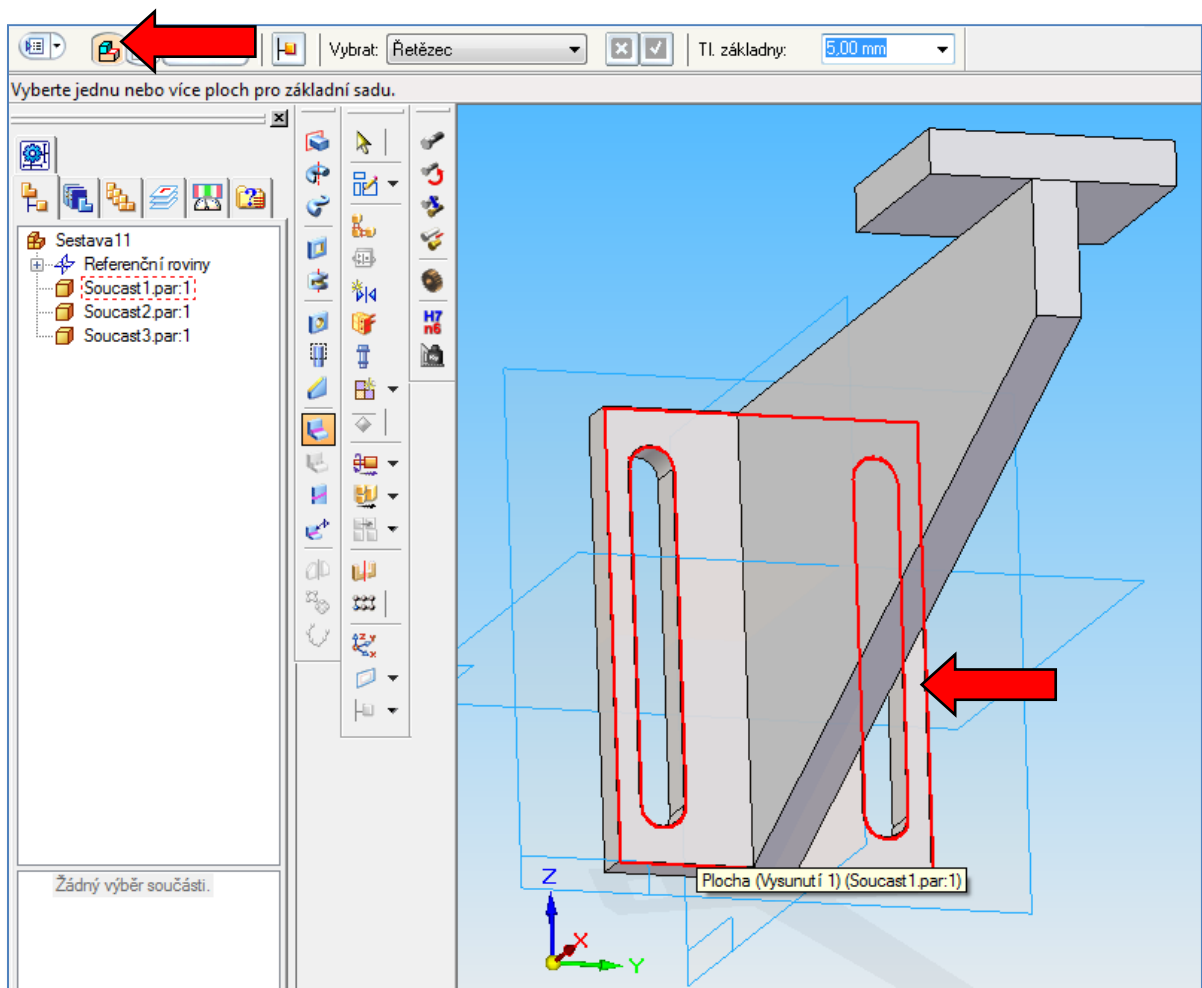 Vybrat: Řetězec Tl. základny: 5,00 mm
Vyberte jednu nebo více ploch pro základní sadu.
Sestava11
Referenční roviny
Soucast1.par:1
Soucast2.par:1
Soucast3.par:1
H7
n6
Žádný výběr součásti.
Plocha (Vysunutí 1) (Soucast1.par:1)
Z
X
Y